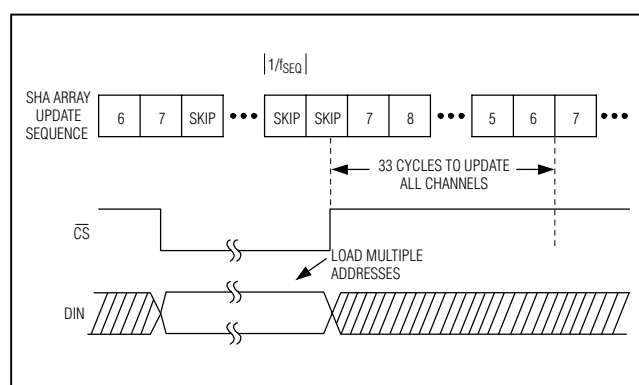 1/fSEQ
SHA ARRAY
UPDATE
SEQUENCE
6 7 SKIP ••• SKIP SKIP 7 8 ••• 5 6 7 •••
33 CYCLES TO UPDATE
ALL CHANNELS
CS
LOAD MULTIPLE
ADDRESSES
DIN